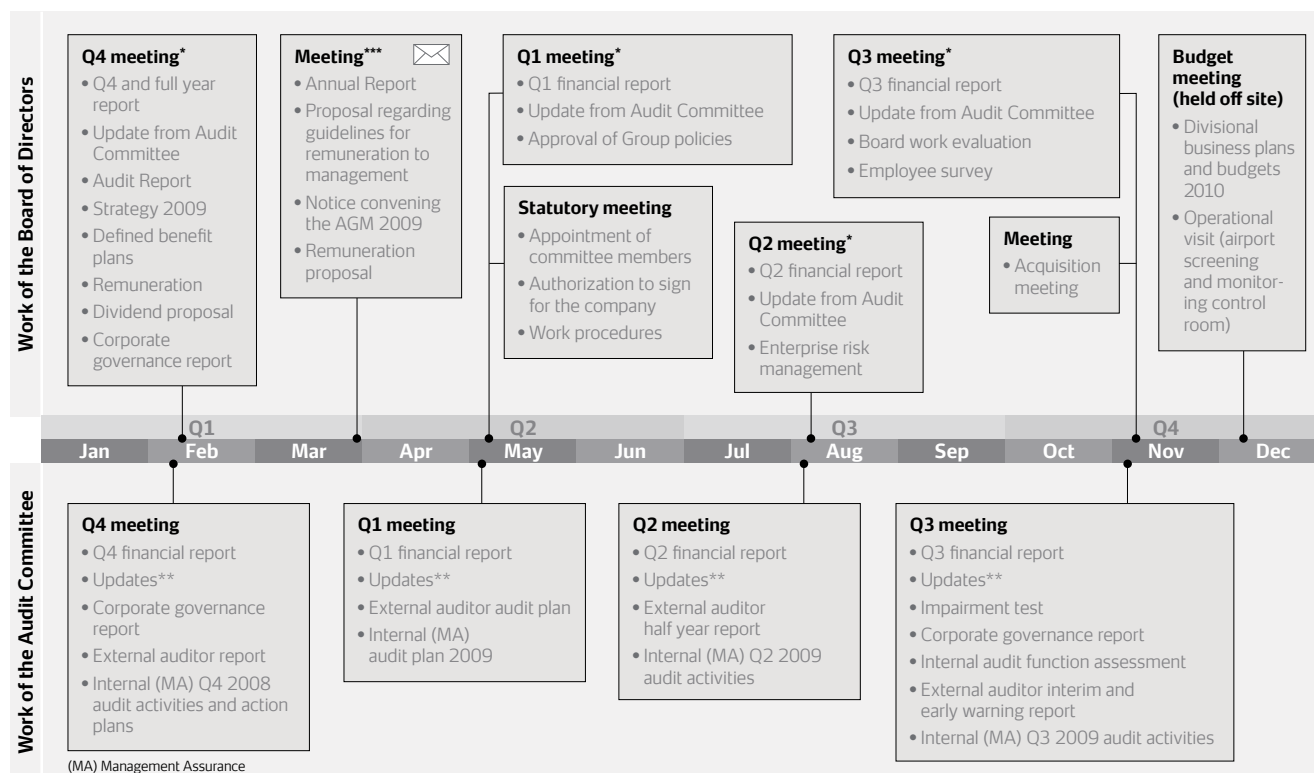 Work of the Board of Directors
Q4 meeting*
• Q4 and full year
report
• Update from Audit
Committee
• Audit Report
• Strategy 2009
• Defined benefit
plans
• Remuneration
• Dividend proposal
• Corporate
governance report
Meeting***
• Annual Report
• Proposal regarding
guidelines for
remuneration to
management
• Notice convening
the AGM 2009
• Remuneration
proposal
Q1 meeting*
• Q1 financial report
• Update from Audit Committee
• Approval of Group policies
Statutory meeting
• Appointment of
committee members
• Authorization to sign
for the company
• Work procedures
Q2 meeting*
• Q2 financial report
• Update from Audit
Committee
• Enterprise risk
management
Q3 meeting*
• Q3 financial report
• Update from Audit Committee
• Board work evaluation
• Employee survey
Meeting
• Acquisition
meeting
Budget
meeting
(held off site)
• Divisional
business plans
and budgets
2010
• Operational
visit (airport
screening
and monitor-
ing control
room)
Q1 Q2 Q3 Q4
Jan Feb Mar Apr May Jun Jul Aug Sep Oct Nov Dec
Work of the Audit Committee
Q4 meeting
• Q4 financial report
• Updates**
• Corporate governance
report
• External auditor report
• Internal (MA) Q4 2008
audit activities and action
plans
Q1 meeting
• Q1 financial report
• Updates**
• External auditor audit plan
• Internal (MA)
audit plan 2009
Q2 meeting
• Q2 financial report
• Updates**
• External auditor
half year report
• Internal (MA) Q2 2009
audit activities
Q3 meeting
• Q3 financial report
• Updates**
• Impairment test
• Corporate governance report
• Internal audit function assessment
• External auditor interim and
early warning report
• Internal (MA) Q3 2009 audit activities
(MA) Management Assurance